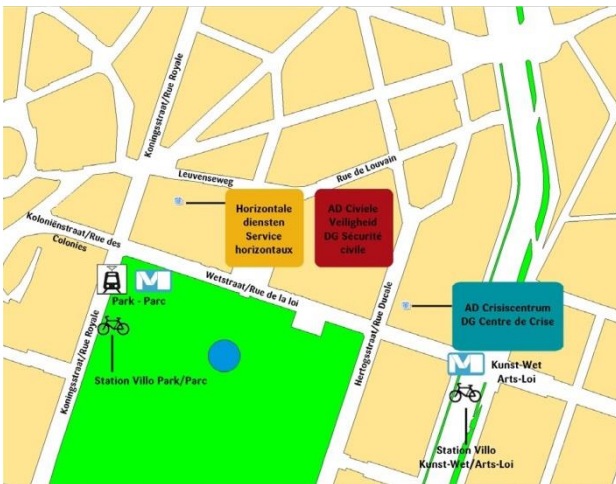 Koningsstraat/Rue Royale
Leuvenseweg
Rue de Louvain
Horizontale
diensten
Service
horizontaux
AD Civiele
Veiligheid
DG Sécurité
civile
Koloniënstraat/Rue des
Colonies
Wetstraat/Rue de la loi
M
Park - Parc
Hertogsstraat/Rue Ducale
AD Crisiscentrum
DG Centre de Crise
Koningsstraat/Rue Royale
Station Villo Park/Parc
M
Kunst-Wet
Arts-Loi
Station Villo
Kunst-Wet/Arts-Loi